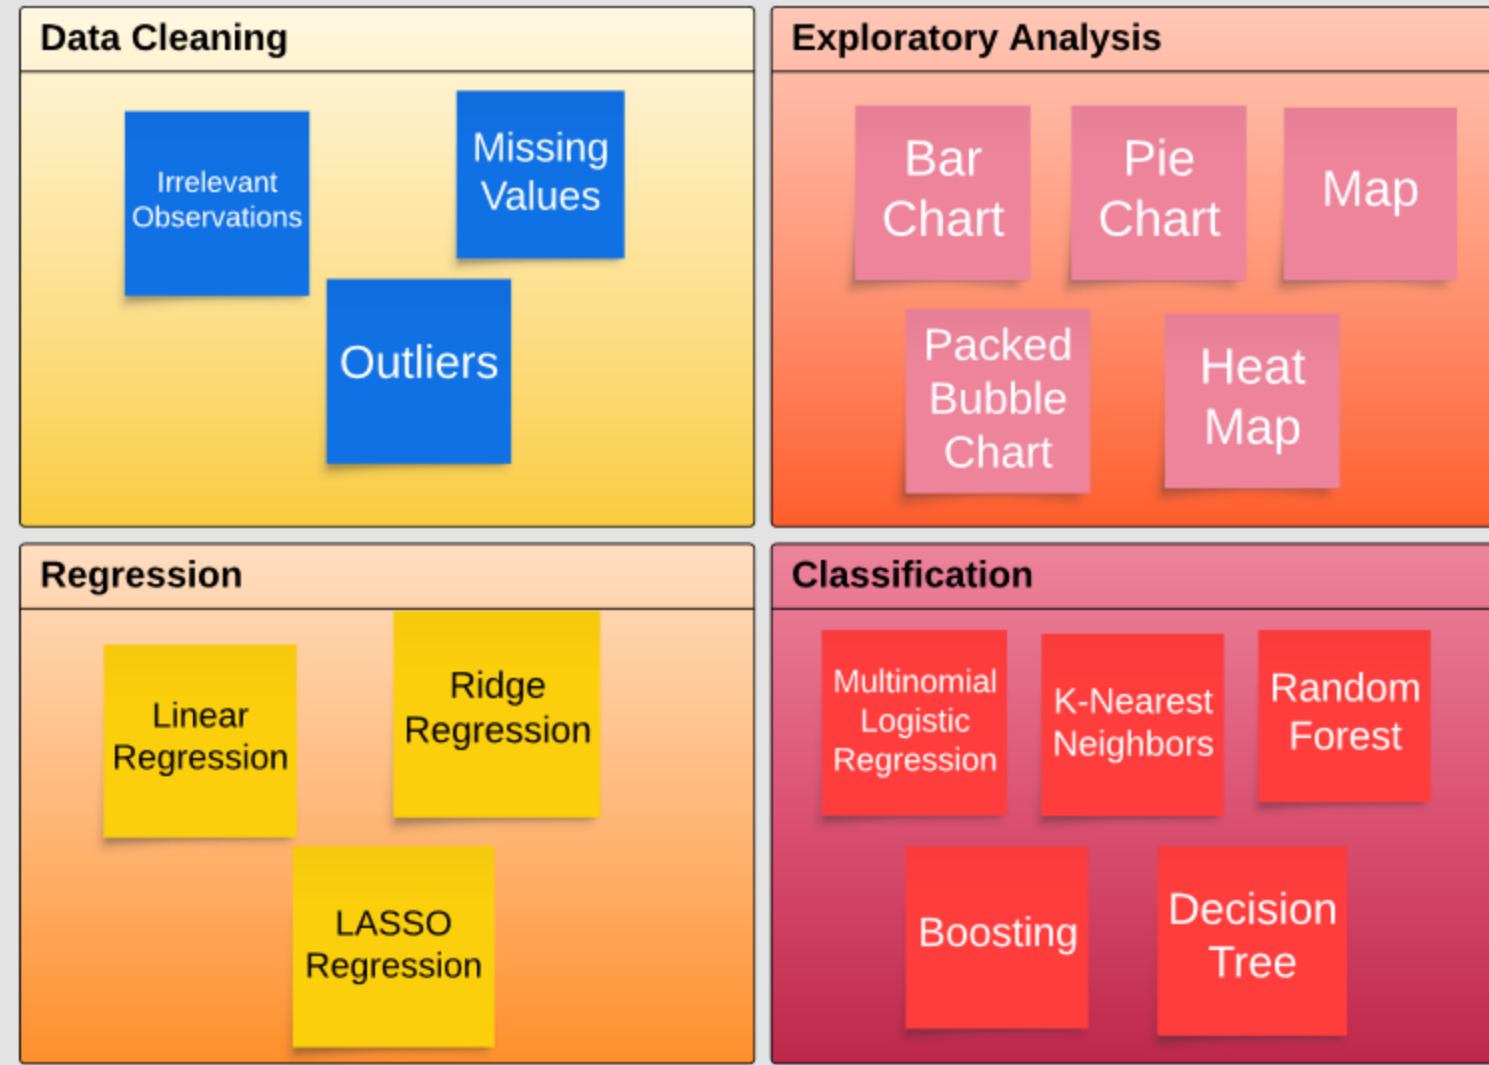 Data Cleaning
Irrelevant
Observations
Missing
Values
Outliers
Exploratory Analysis
Bar
Chart
Pie
Chart
Map
Packed
Bubble
Chart
Heat
Map
Regression
Linear
Regression
Ridge
Regression
LASSO
Regression
Classification
Multinomial
Logistic
Regression
K-Nearest
Neighbors
Random
Forest
Boosting
Decision
Tree